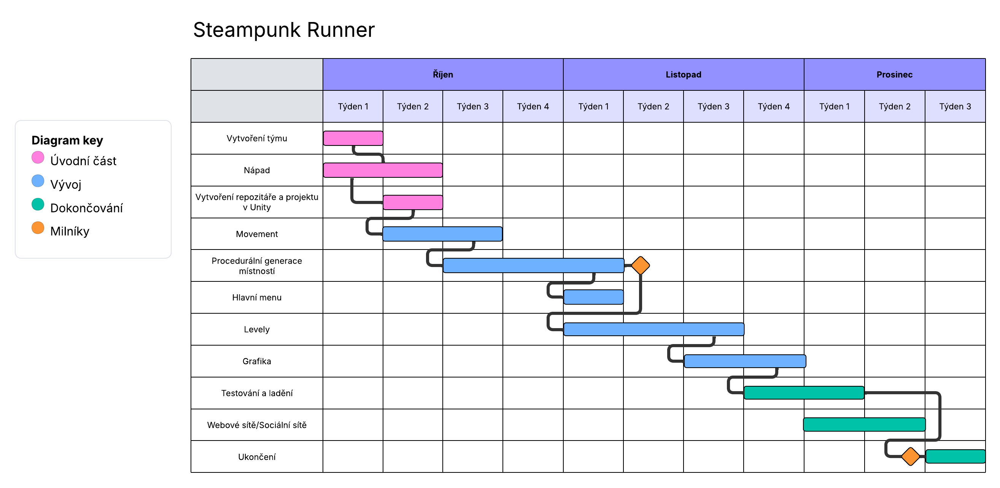 Steampunk Runner
Říjen
Listopad
Prosinec
Týden 1
Týden 2
Týden 3
Týden 4
Týden 1
Týden 2
Týden 3
Týden 4
Týden 1
Týden 2
Týden 3
Diagram key
Úvodní část
Vývoj
Dokončování
Milníky
Vytvoření týmu
Nápad
Vytvoření repozitáře a projektu
v Unity
Movement
Procedurální generace
místností
Hlavní menu
Levely
Grafika
Testování a ladění
Webové sítě/Sociální sítě
Ukončení